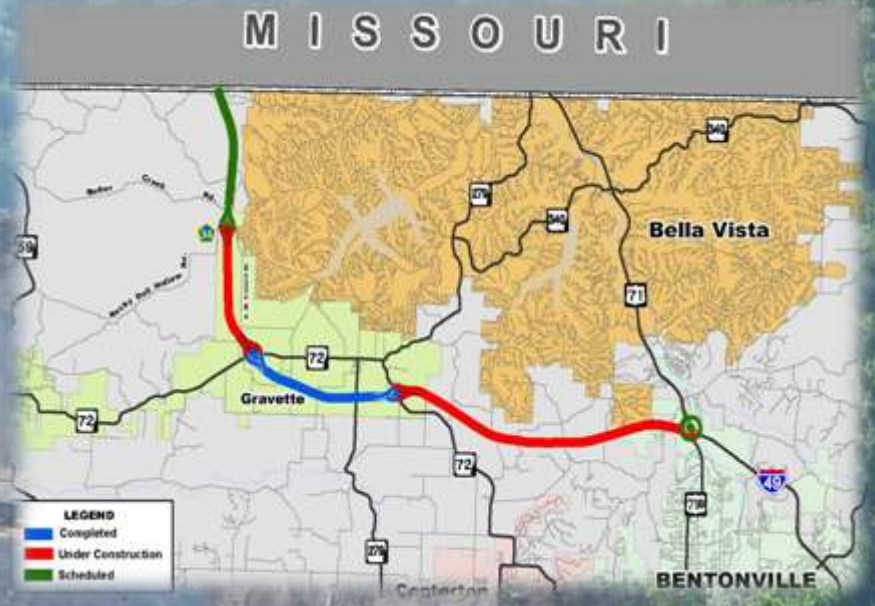 MISSOURI
340
279
340
Bella Vista
59
71
72
Gravette
72
72
49
279
Centerton
BENTONVILLE
LEGEND
Completed
Under Construction
Scheduled